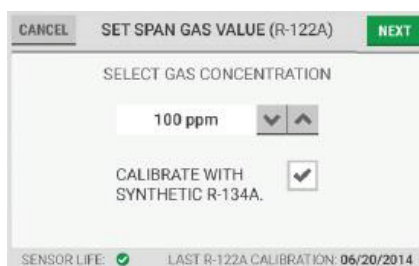 CANCEL SET SPAN GAS VALUE (R-122A) NEXT
SELECT GAS CONCENTRATION
100 ppm
CALIBRATE WITH
SYNTHETIC R-134A.
SENSOR LIFE: LAST R-122A CALIBRATION: 06/20/2014